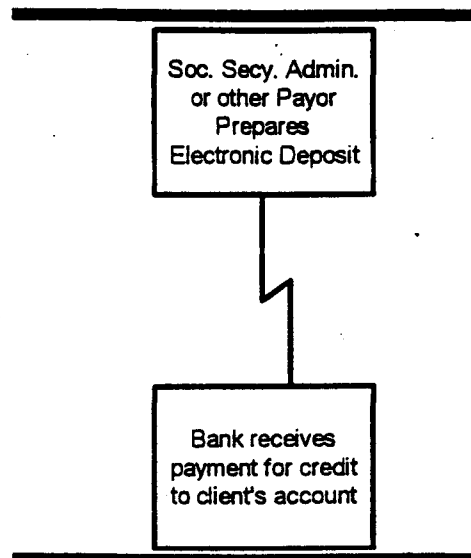 Soc. Secy. Admin.
or other Payor
Prepares
Electronic Deposit
Bank receives
payment for credit
to client's account